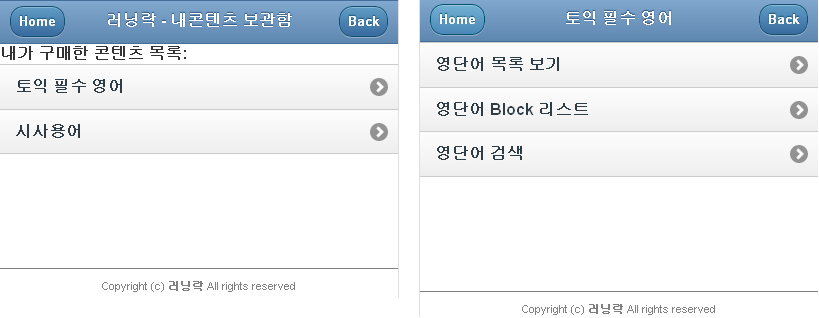 Home
러닝락 - 내콘텐츠 보관함
Back
내가 구매한 콘텐츠 목록:
토익 필수 영어
시사용어
Copyright (c) 러닝락 All rights reserved
Home
토익 필수 영어
Back
영단어 목록 보기
영단어 Block 리스트
영단어 검색
Copyright (c) 러닝락 All rights reserved